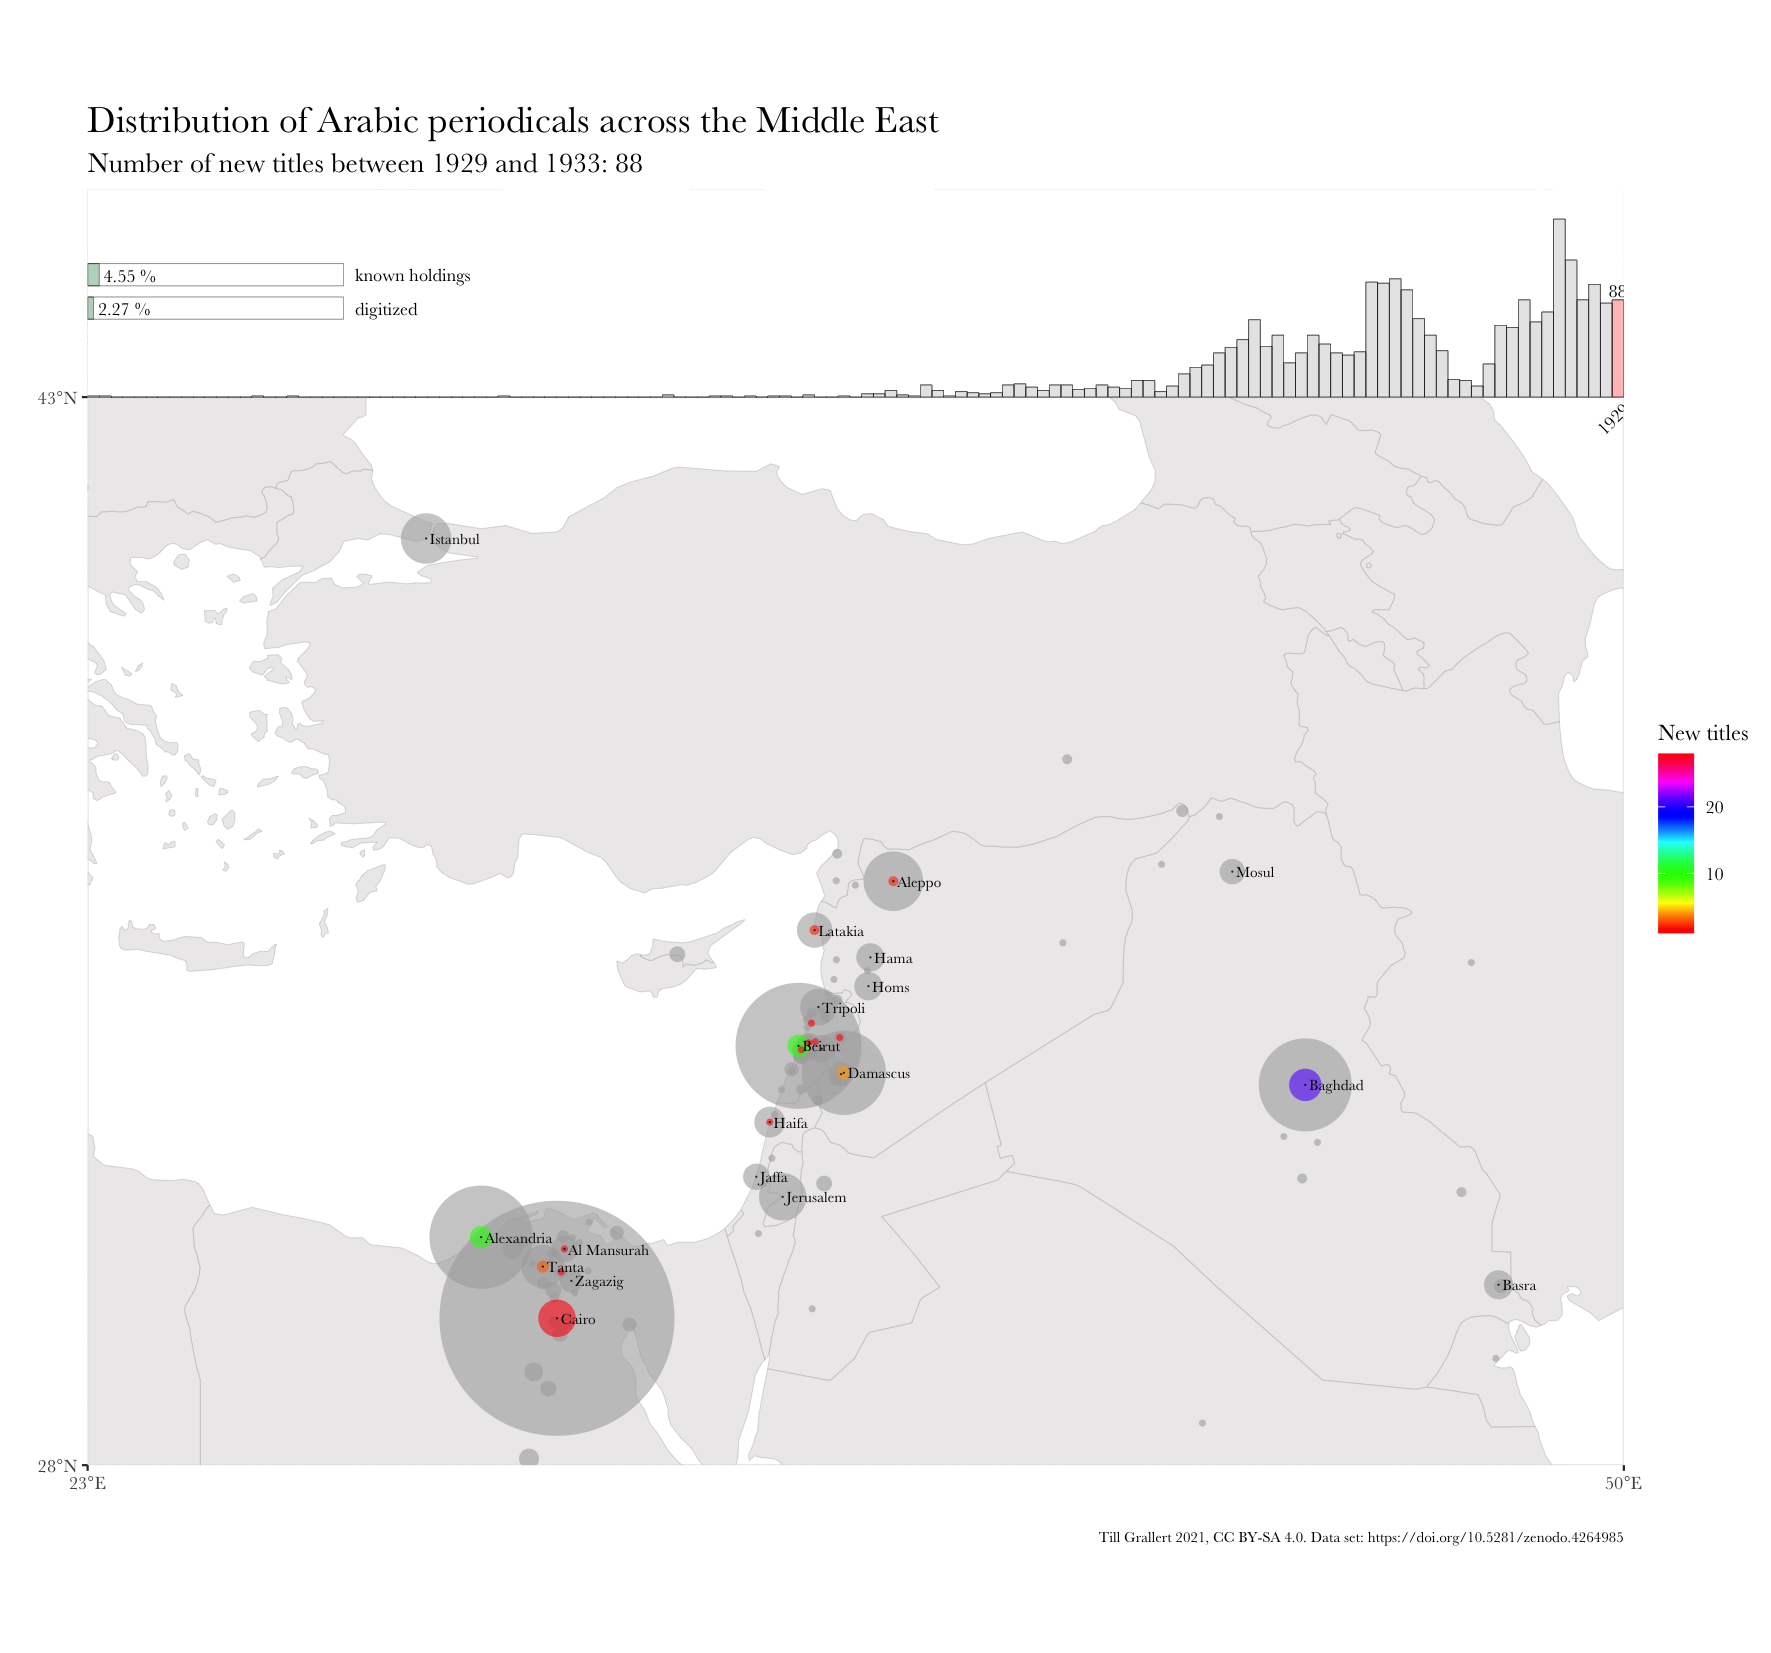 Distribution of Arabic periodicals across the Middle East
Number of new titles between 1929 and 1933: 88
4.55 %
known holdings
2.27 %
digitized
88
43°N
1929
Istanbul
New titles
20
10
Aleppo
Mosul
Latakia
Hama
Homs
Tripoli
Beirut
Damascus
Baghdad
Haifa
Jaffa
Jerusalem
Alexandria
Al Mansurah
Tanta
Zagazig
Basra
Cairo
28°N
23°E
50°E
Till Grallert 2021, CC BY-SA 4.0. Data set: https://doi.org/10.5281/zenodo.4264985